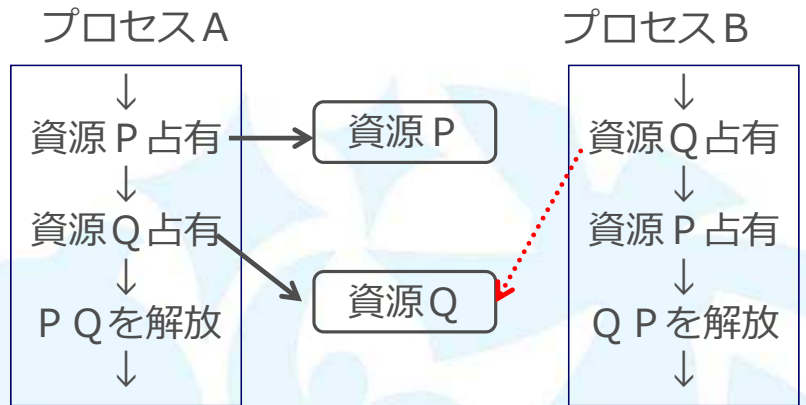 プロセスA
↓
資源P占有
↓
資源Q占有
↓
PQを解放
↓
資源P
資源Q
プロセスB
↓
資源Q占有
↓
資源P占有
↓
QPを解放
↓